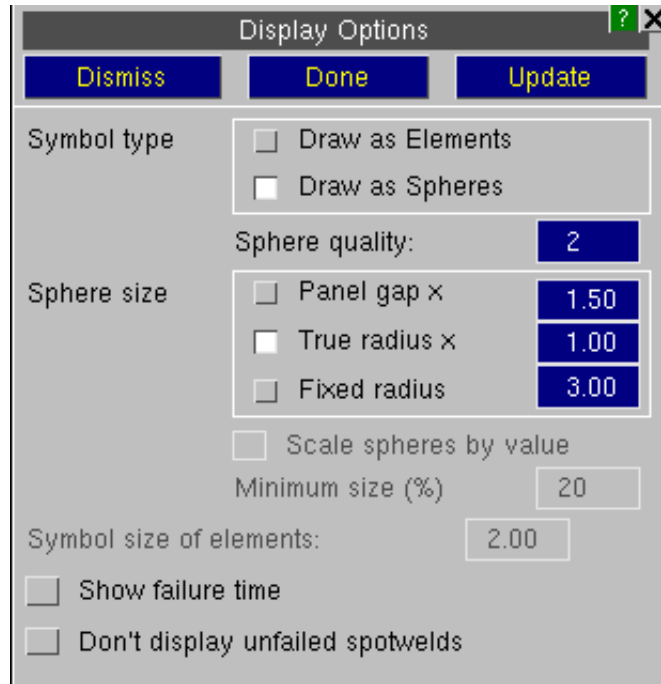 Display Options
? X
Dismiss Done Update
Symbol type
Draw as Elements
Draw as Spheres
Sphere quality: 2
Sphere size
Panel gap x 1.50
True radius x 1.00
Fixed radius 3.00
Scale spheres by value
Minimum size (%) 20
Symbol size of elements: 2.00
Show failure time
Don't display unfailed spotwelds